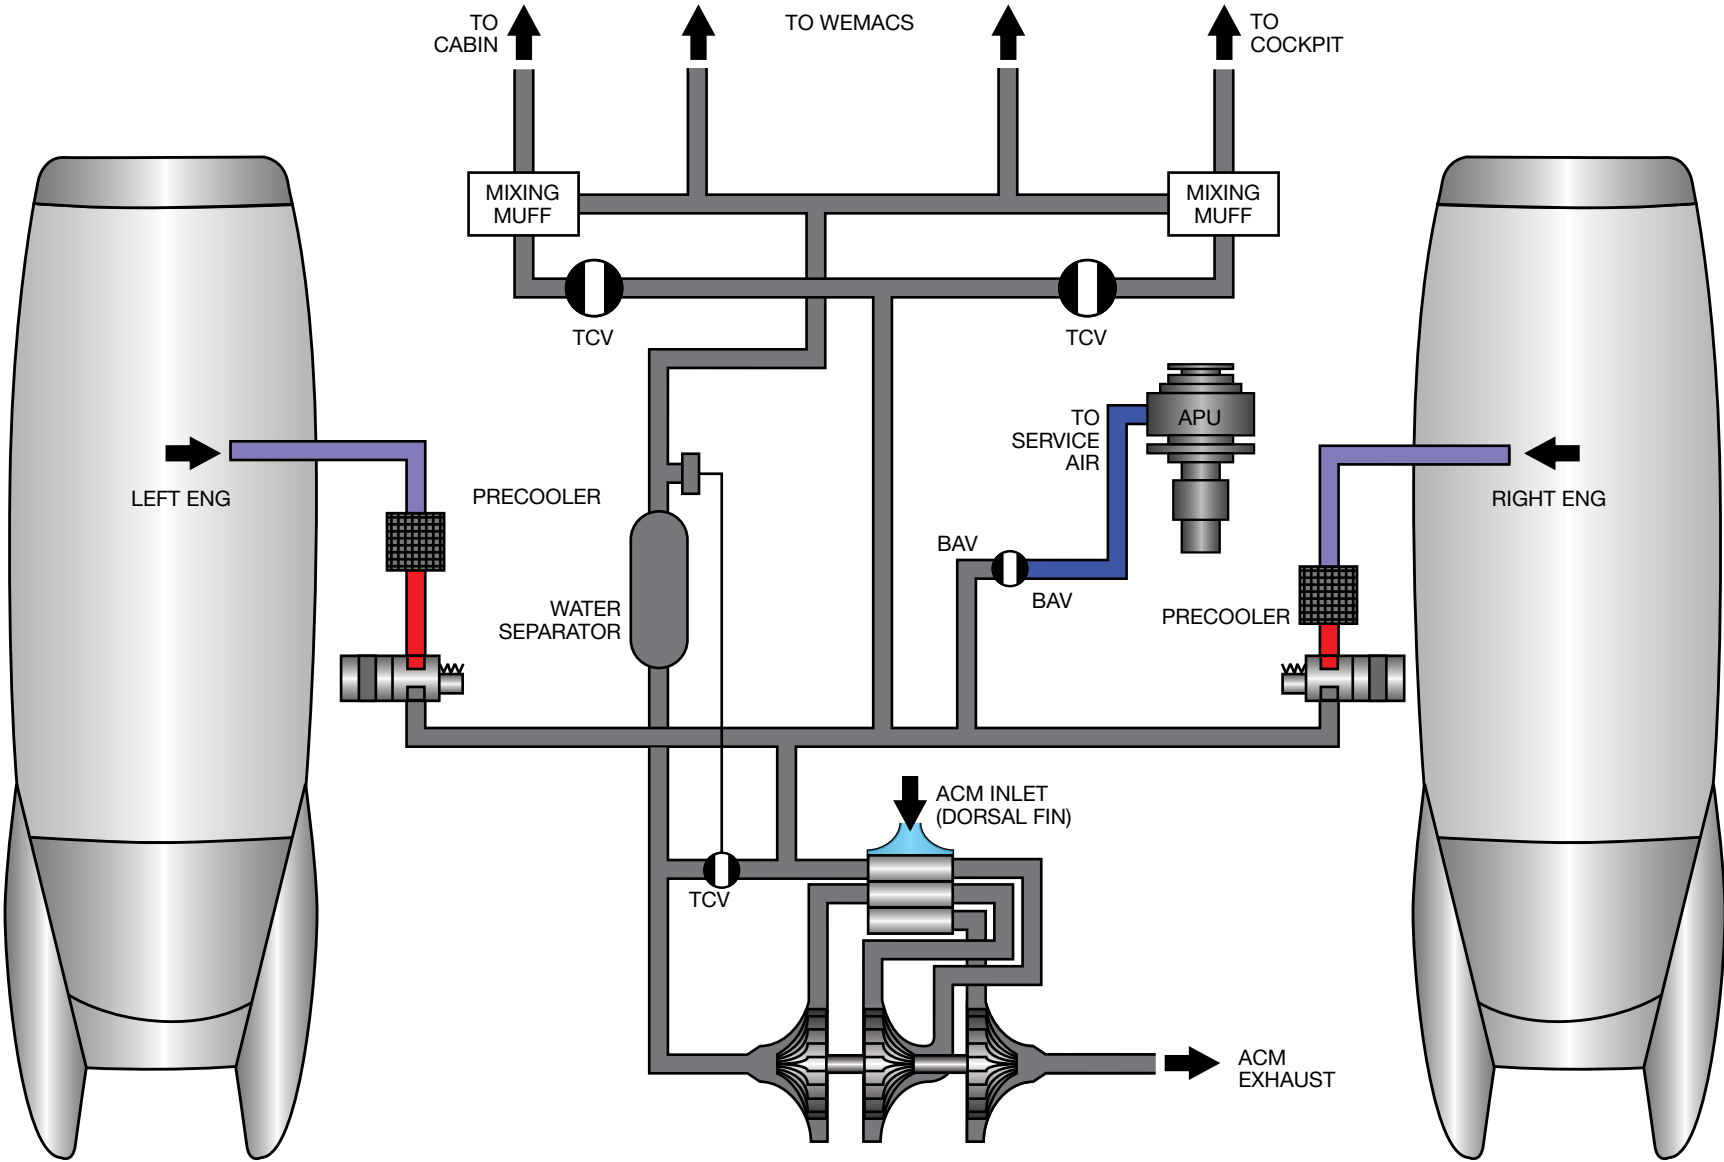 TO
CABIN
TO WEMACS
TO
COCKPIT
MIXING
MUFF
MIXING
MUFF
TCV
TCV
TO
SERVICE
AIR
APU
LEFT ENG
PRECOOLER
RIGHT ENG
BAV
BAV
WATER
SEPARATOR
PRECOOLER
ACM INLET
(DORSAL FIN)
TCV
ACM
EXHAUST